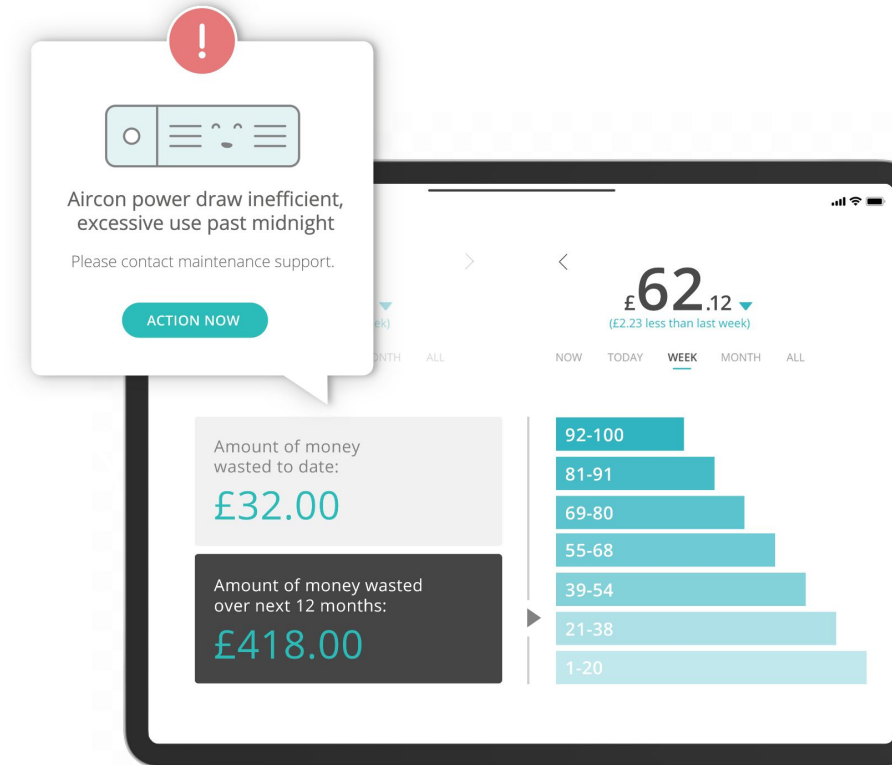 !
Aircon power draw inefficient,
excessive use past midnight
Please contact maintenance support.
ACTION NOW
ek)
ONTH ALL
£62.12
(£2.23 less than last week)
NOW TODAY WEEK MONTH ALL
Amount of money
wasted to date:
£32.00
Amount of money wasted
over next 12 months:
£418.00
92-100
81-91
69-80
55-68
39-54
21-38
1-20